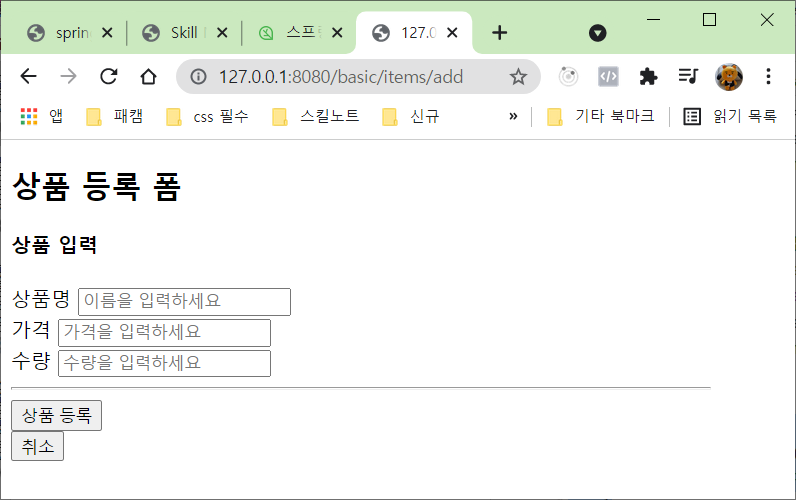 sprin Skill 스프 127.0
127.0.0.1:8080/basic/items/add
앱 패캠 css 필수 스킬노트 신규 » 기타 북마크 읽기 목록
상품 등록 폼
상품 입력
상품명 이름을 입력하세요
가격 가격을 입력하세요
수량 수량을 입력하세요
상품 등록
취소